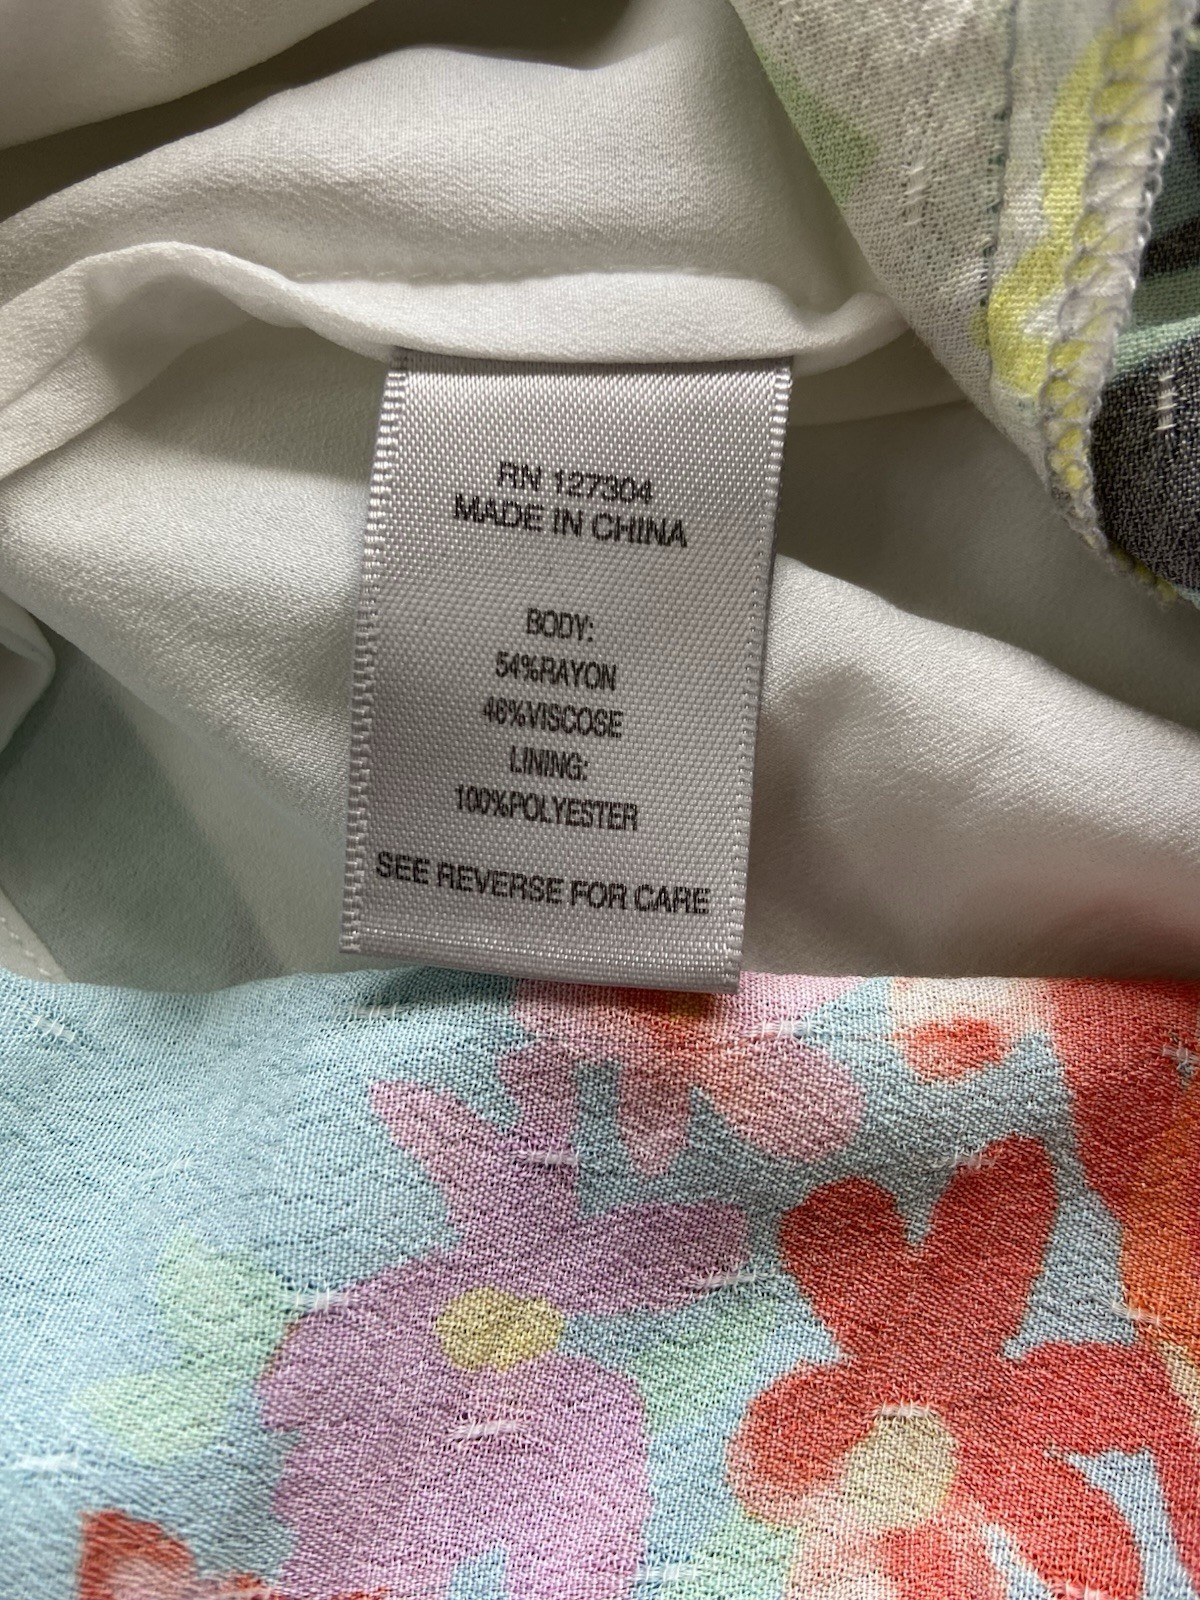 RN 127304
MADE IN CHINA
BODY:
54%RAYON
46%VISCOSE
LINING:
100%POLYESTER
SEE REVERSE FOR CARE